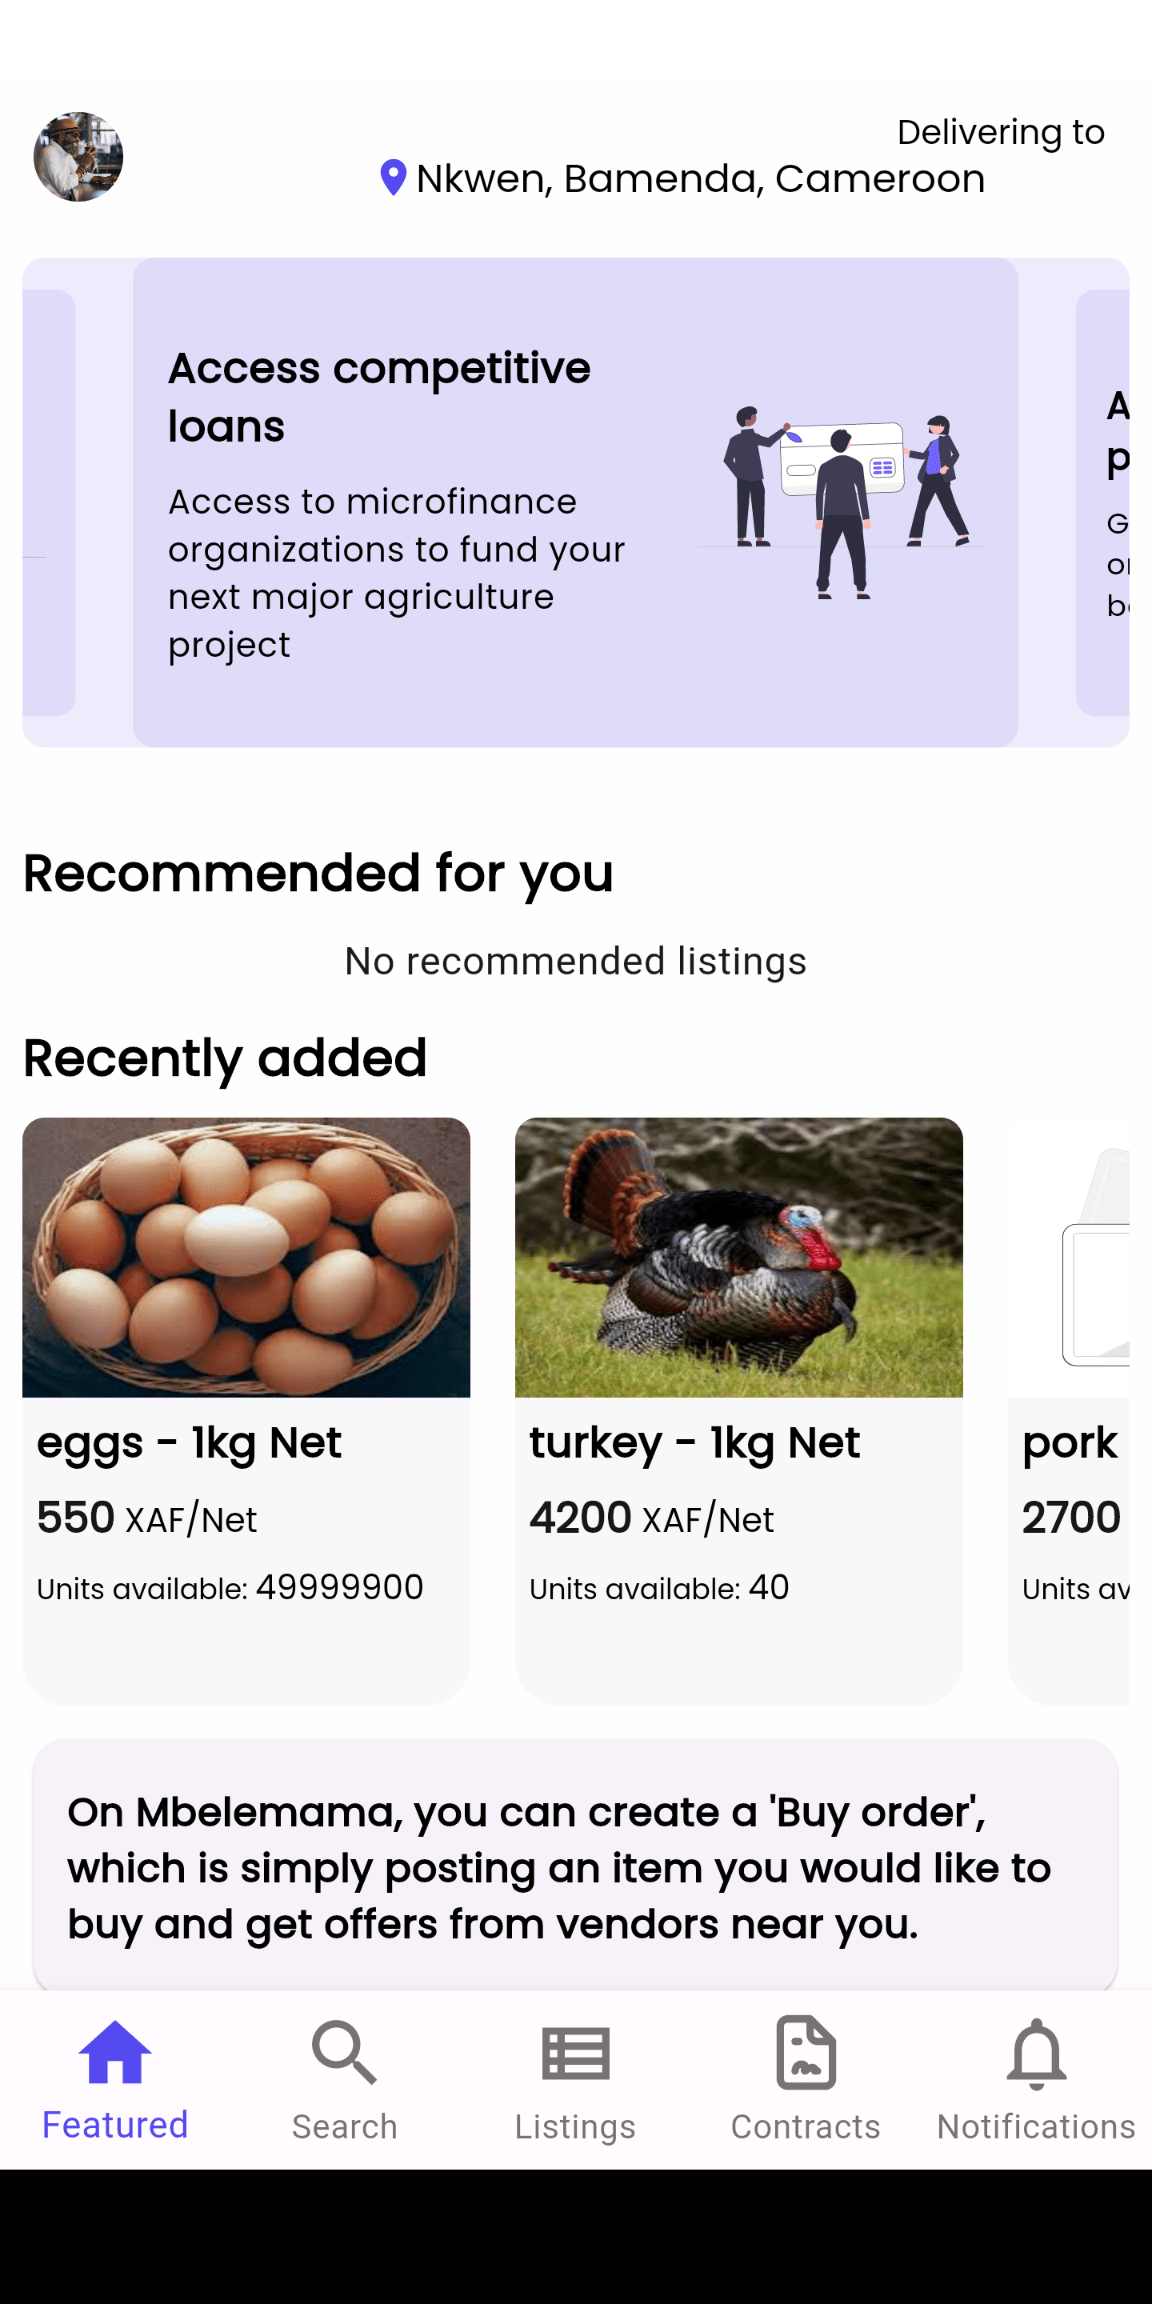 Delivering to
Nkwen, Bamenda, Cameroon
Access competitive
loans
Access to microfinance
organizations to fund your
next major agriculture
project
Recommended for you
No recommended listings
Recently added
eggs - 1kg Net
550 XAF/Net
Units available: 49999900
turkey - 1kg Net
4200 XAF/Net
Units available: 40
pork
2700
Units
On Mbelemama, you can create a 'Buy order',
which is simply posting an item you would like to
buy and get offers from vendors near you.
Featured
Search
Listings
Contracts
Notifications